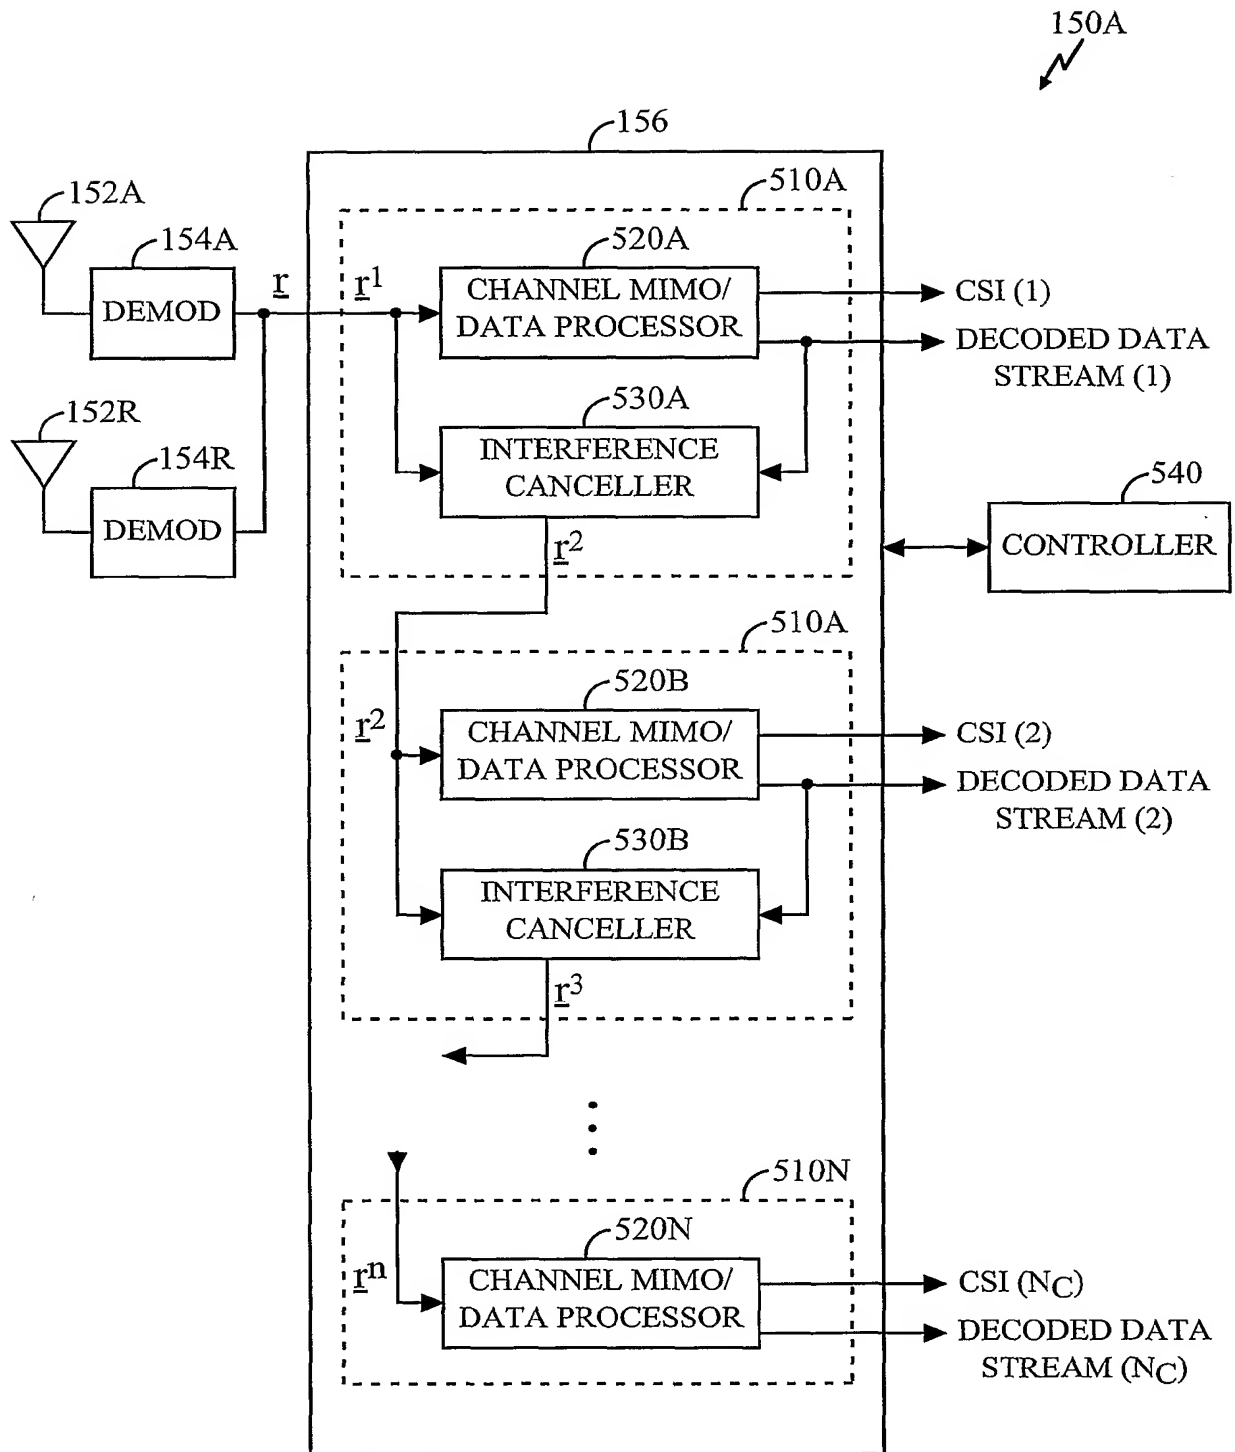 150A
156
152A
154A
DEMOD
r
510A
r1
520A
CHANNEL MIMO/
DATA PROCESSOR
CSI (1)
DECODED DATA
STREAM (1)
152R
154R
DEMOD
530A
INTERFERENCE
CANCELLER
r2
540
CONTROLLER
510A
r2
520B
CHANNEL MIMO/
DATA PROCESSOR
CSI (2)
DECODED DATA
STREAM (2)
530B
INTERFERENCE
CANCELLER
r3
510N
rn
520N
CHANNEL MIMO/
DATA PROCESSOR
CSI (NC)
DECODED DATA
STREAM (NC)